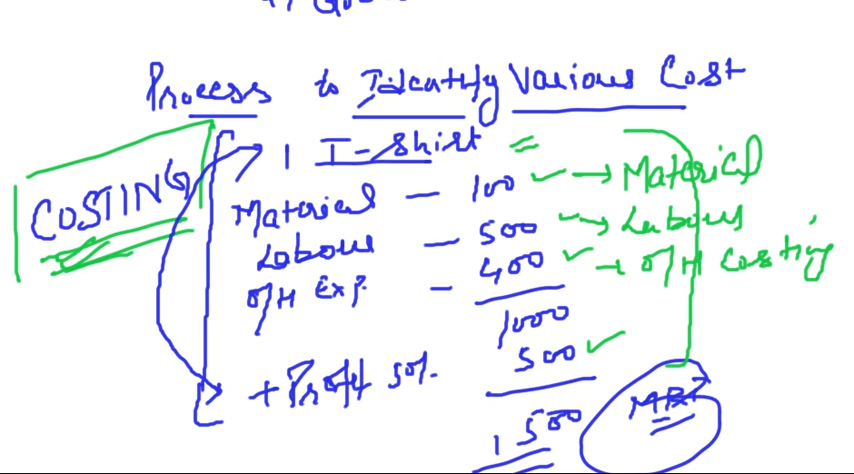 Process to Identify Various Cost
COSTING
1 T-Shirt =
Material - 100 ✓ → Material
Labour - 500 ✓ → Labour
O/H Exp. - 400 ✓ → O/H Costing
1000
+ Profit 50%. 500 ✓
1500 MRP